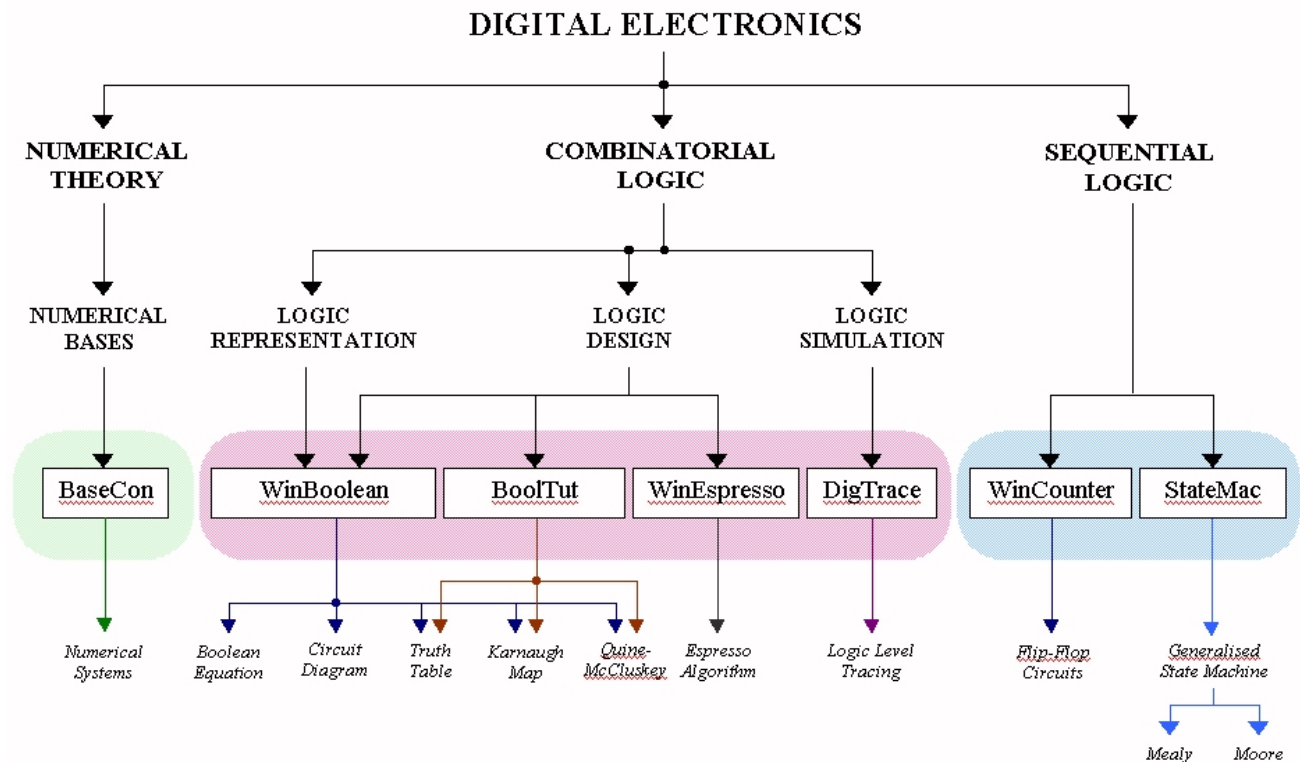 DIGITAL ELECTRONICS
NUMERICAL
THEORY
COMBINATORIAL
LOGIC
SEQUENTIAL
LOGIC
NUMERICAL
BASES
LOGIC
REPRESENTATION
LOGIC
DESIGN
LOGIC
SIMULATION
BaseCon
WinBoolean
BoolTut
WinEspresso
DigTrace
WinCounter
StateMac
Numerical
Systems
Boolean
Equation
Circuit
Diagram
Truth
Table
Karnaugh
Map
Quine-
McCluskey
Espresso
Algorithm
Logic Level
Tracing
Flip-Flop
Circuits
Generalised
State Machine
Mealy
Moore